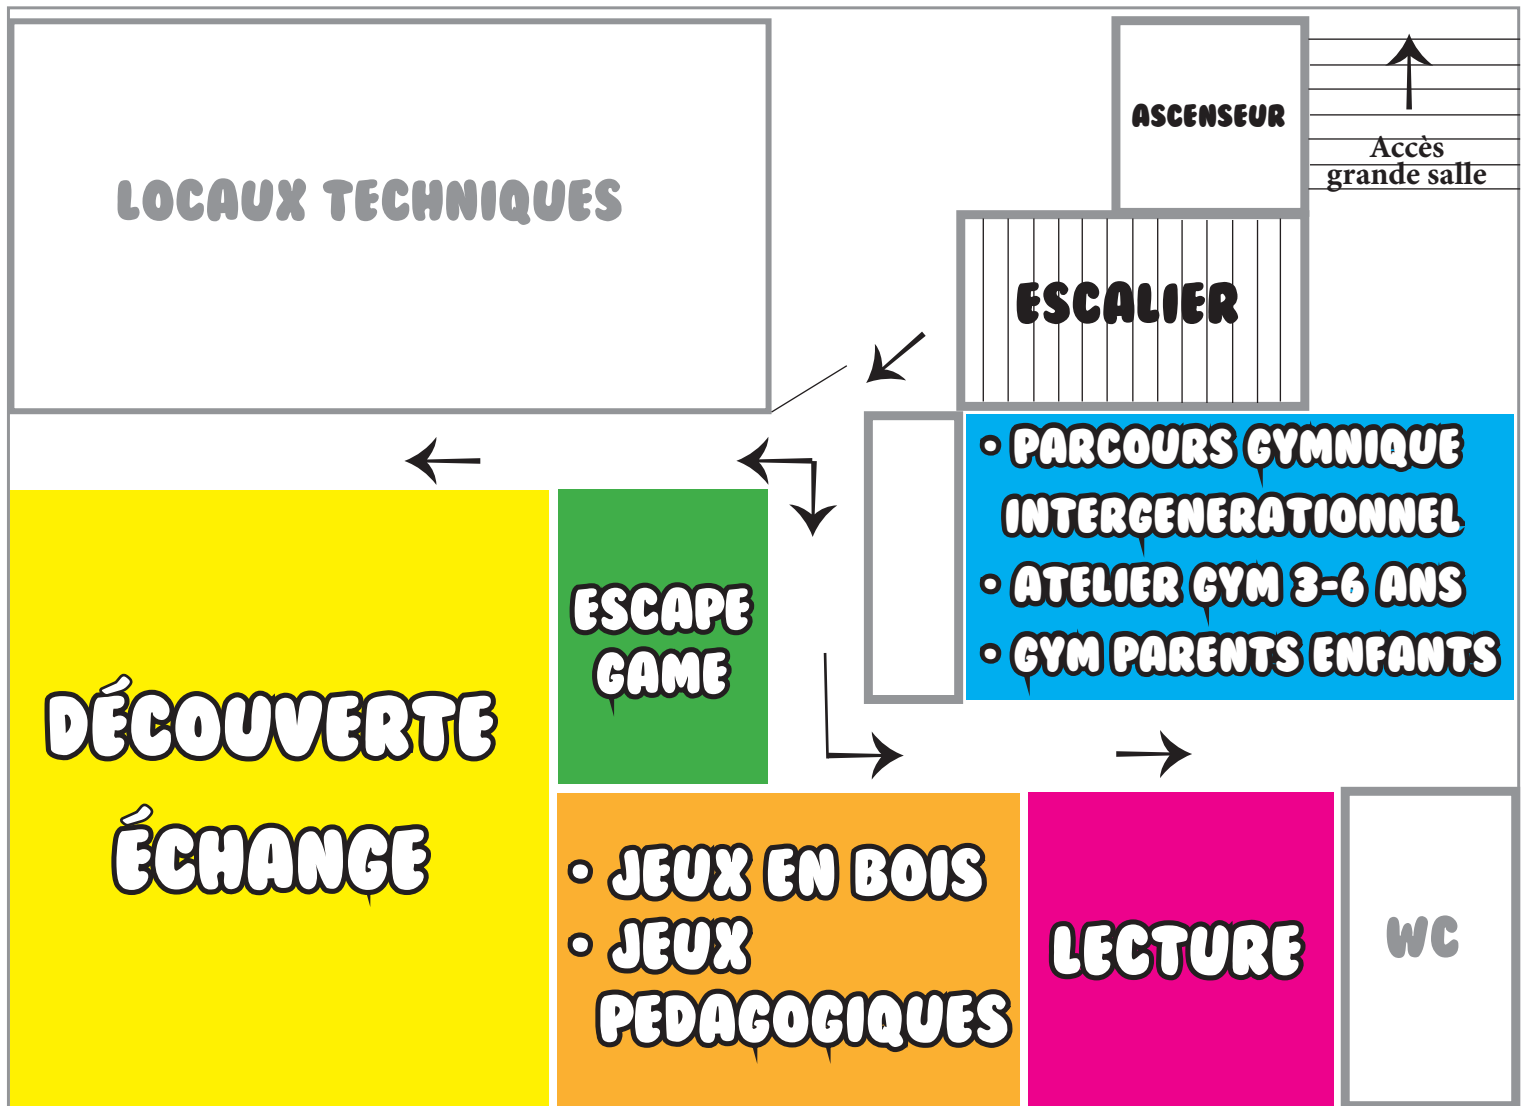 LOCAUX TECHNIQUES
ASCENSEUR
Accès
grande salle
ESCALIER
• PARCOURS GYMNIQUE
INTERGENERATIONNEL
• ATELIER GYM 3-6 ANS
• GYM PARENTS ENFANTS
ESCAPE
GAME
DÉCOUVERTE
ÉCHANGE
• JEUX EN BOIS
• JEUX
PEDAGOGIQUES
LECTURE
WC